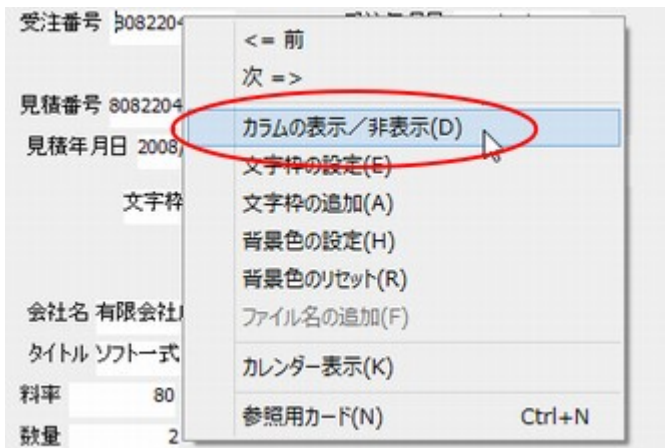 受注番号 8082204
<= 前
次 =>
見積番号 8082204
カラムの表示／非表示(D)
見積年月日 2008/
文字枠の設定(E)
文字枠
文字枠の追加(A)
背景色の設定(H)
背景色のリセット(R)
会社名 有限会社
ファイル名の追加(F)
タイトル ソフト一式
カレンダー表示(K)
料率 80
参照用カード(N) Ctrl+N
数量 2